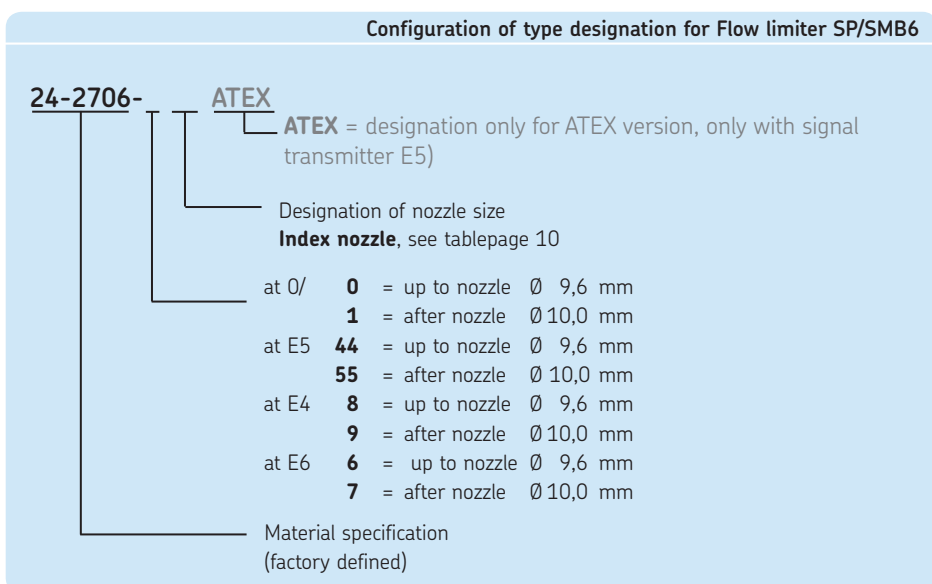 Configuration of type designation for Flow limiter SP/SMB6
24-2706-_ _ ATEX
ATEX = designation only for ATEX version, only with signal
transmitter E5)
Designation of nozzle size
Index nozzle, see tablepage 10
at 0/ 0 = up to nozzle Ø 9,6 mm
1 = after nozzle Ø 10,0 mm
at E5 44 = up to nozzle Ø 9,6 mm
55 = after nozzle Ø 10,0 mm
at E4 8 = up to nozzle Ø 9,6 mm
9 = after nozzle Ø 10,0 mm
at E6 6 = up to nozzle Ø 9,6 mm
7 = after nozzle Ø 10,0 mm
Material specification
(factory defined)